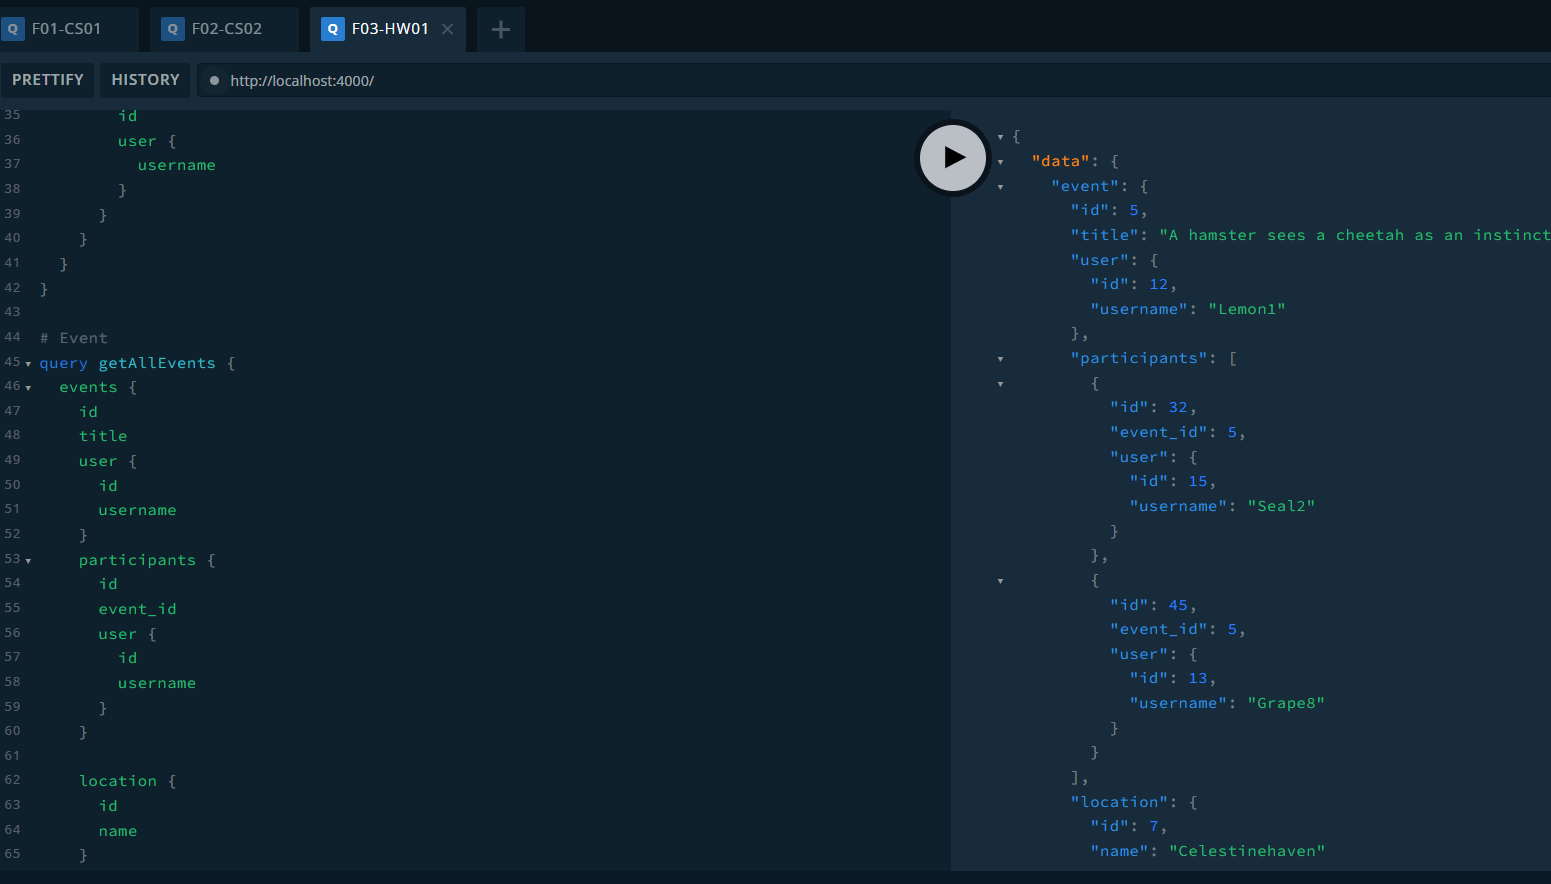 Q F01-CS01 Q F02-CS02 Q F03-HW01
PRETTIFY HISTORY http://localhost:4000/
35 id
36 user {
37 username
38 }
39 }
40 }
41 }
42 }
43
44 # Event
45 query getAllEvents {
46 events {
47 id
48 title
49 user {
50 id
51 username
52 }
53 participants {
54 id
55 event_id
56 user {
57 id
58 username
59 }
60 }
61
62 location {
63 id
64 name
65 }
{
"data": {
"event": {
"id": 5,
"title": "A hamster sees a cheetah as an instinct
"user": {
"id": 12,
"username": "Lemon1"
},
"participants": [
{
"id": 32,
"event_id": 5,
"user": {
"id": 15,
"username": "Seal2"
}
},
{
"id": 45,
"event_id": 5,
"user": {
"id": 13,
"username": "Grape8"
}
}
],
"location": {
"id": 7,
"name": "Celestinehaven"